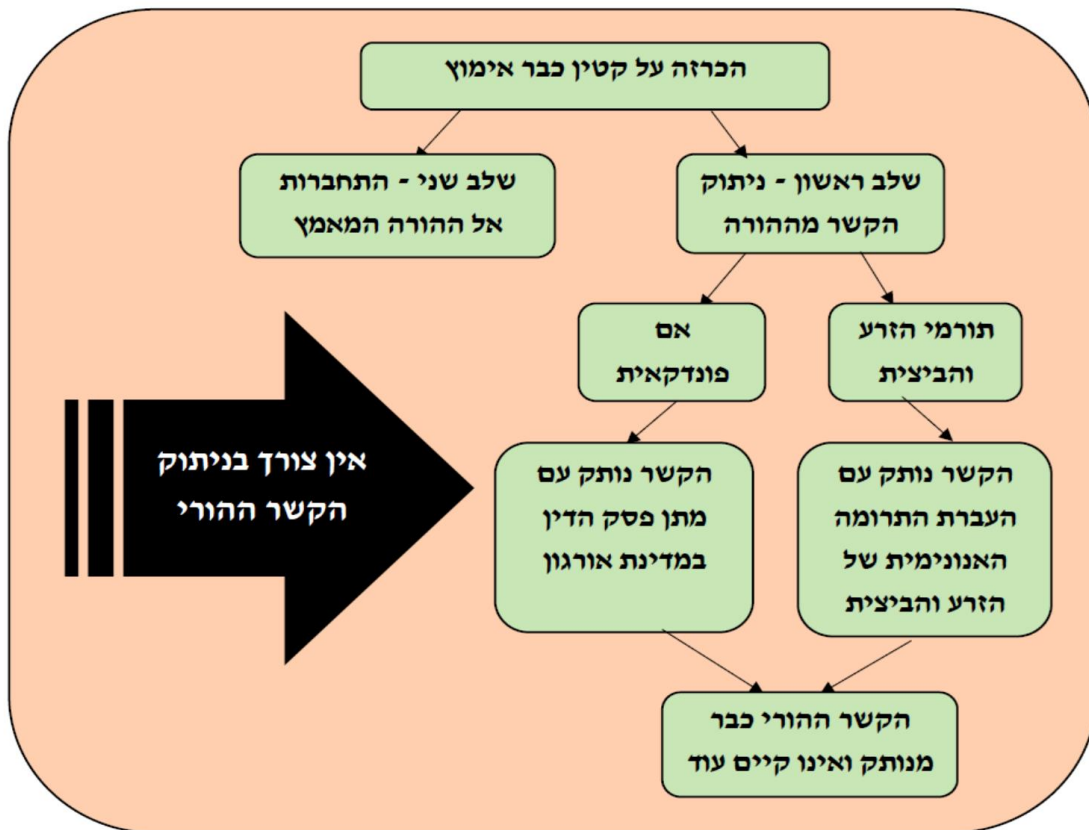 הכרזה על קטין כבר אימוץ
שלב ראשון - ניתוק
הקשר מההורה
שלב שני - התחברות
אל ההורה המאמץ
תורמי הזרע
והביצית
אם
פונדקאית
הקשר נותק עם
העברת התרומה
האנונימית של
הזרע והביצית
הקשר נותק עם
מתן פסק הדין
במדינת אורגון
הקשר ההורי כבר
מנותק ואינו קיים עוד
אין צורך בניתוק
הקשר ההורי